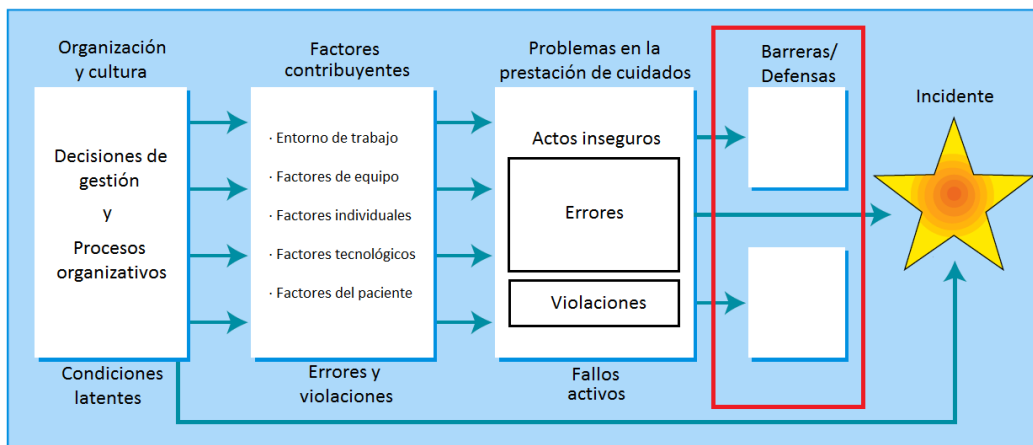 Organización
y cultura
Decisiones de
gestión
y
Procesos
organizativos
Condiciones
latentes
Factores
contribuyentes
· Entorno de trabajo
· Factores de equipo
· Factores individuales
· Factores tecnológicos
· Factores del paciente
Errores y
violaciones
Problemas en la
prestación de cuidados
Actos inseguros
Errores
Violaciones
Fallos
activos
Barreras/
Defensas
Incidente